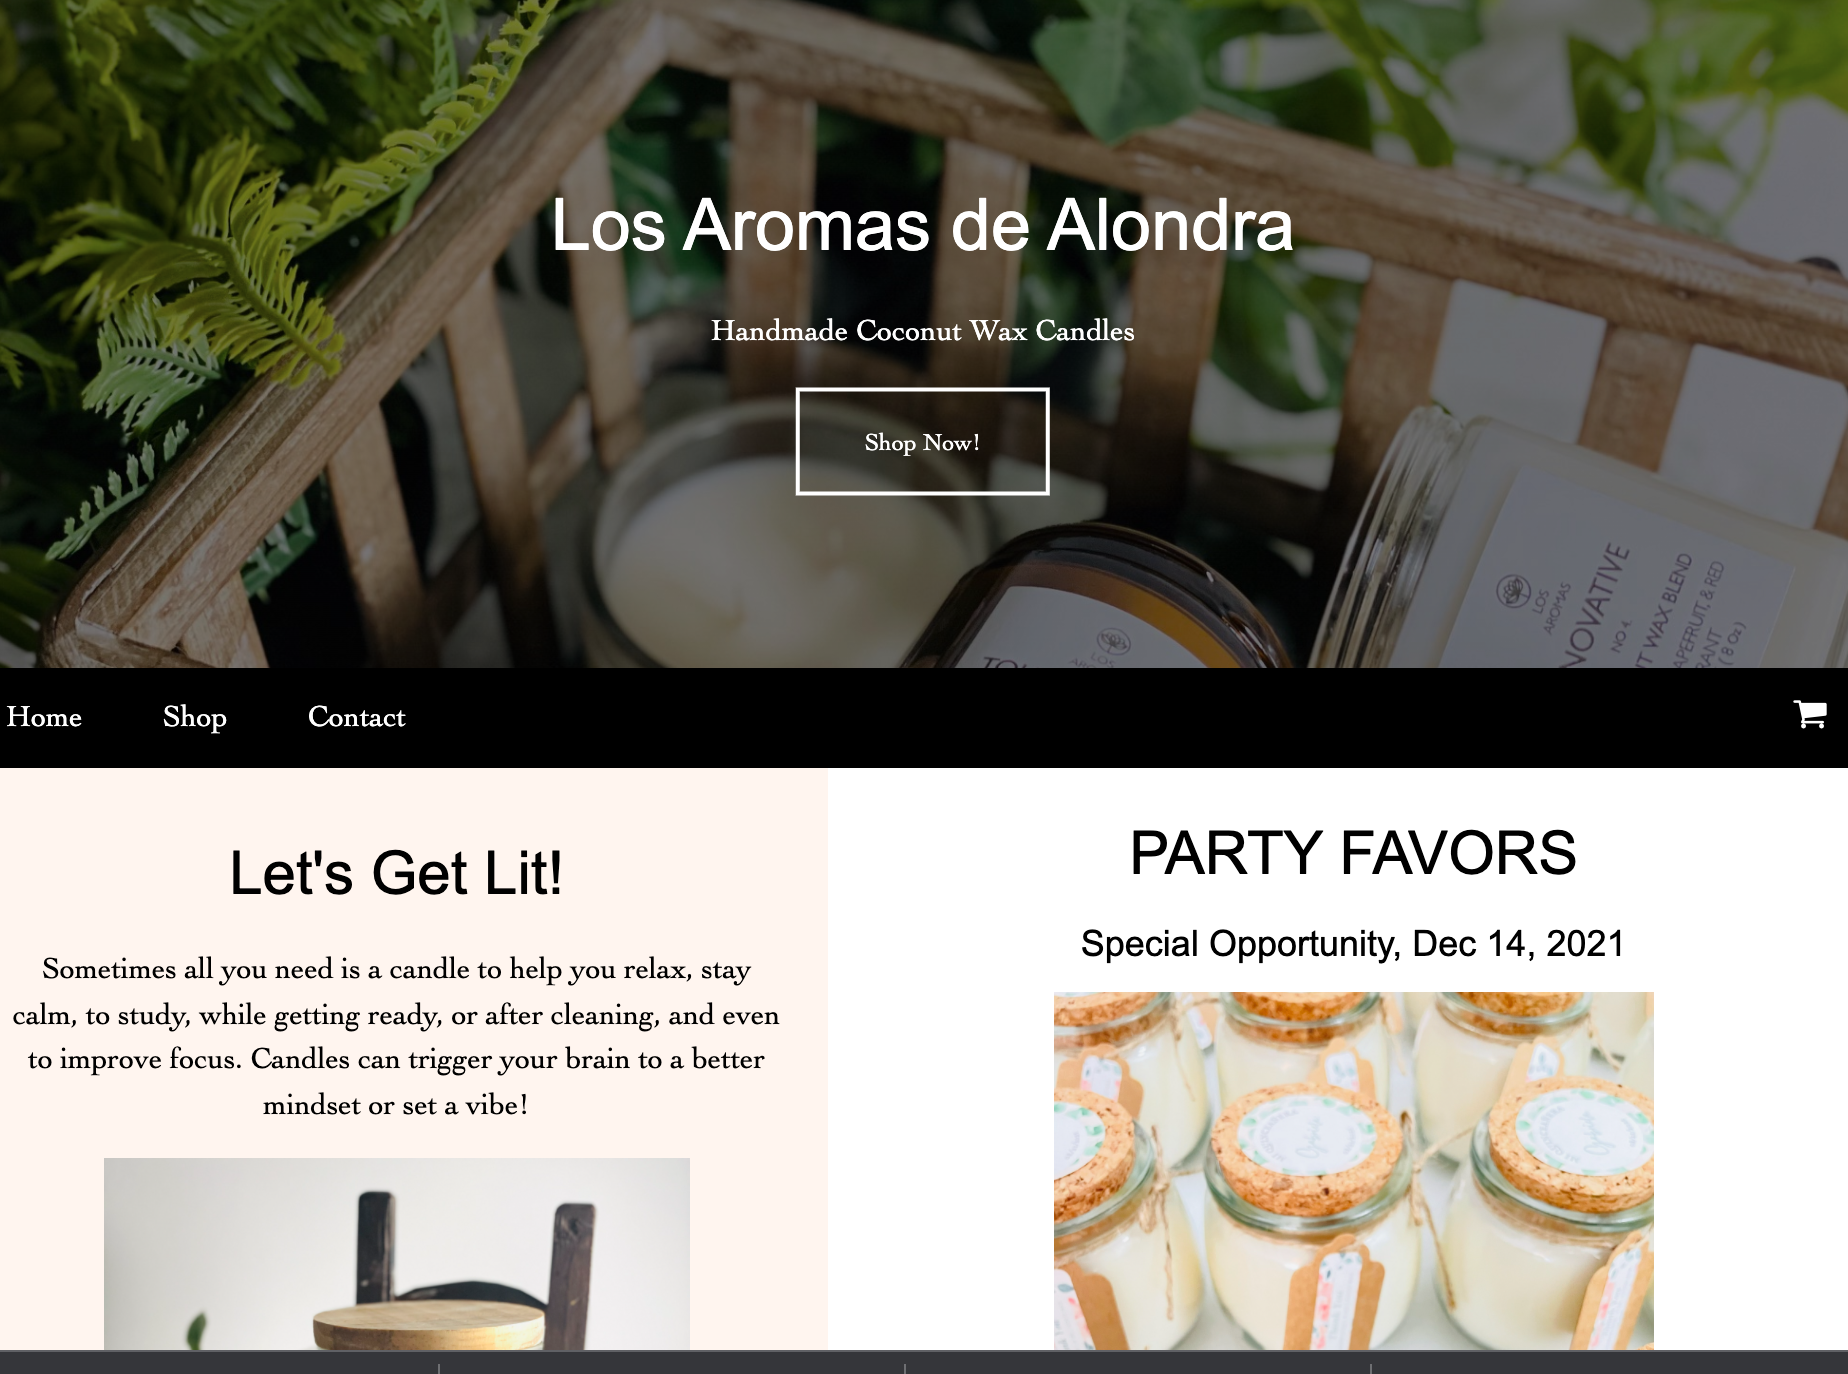 Los Aromas de Alondra
Handmade Coconut Wax Candles
Shop Now!
LOS
AROMAS
NOVATIVE
NO 4
WAX BLEND
& RED
(8 Oz)
LOS
Home
Shop
Contact
Let's Get Lit!
Sometimes all you need is a candle to help you relax, stay
calm, to study, while getting ready, or after cleaning, and even
to improve focus. Candles can trigger your brain to a better
mindset or set a vibe!
PARTY FAVORS
Special Opportunity, Dec 14, 2021